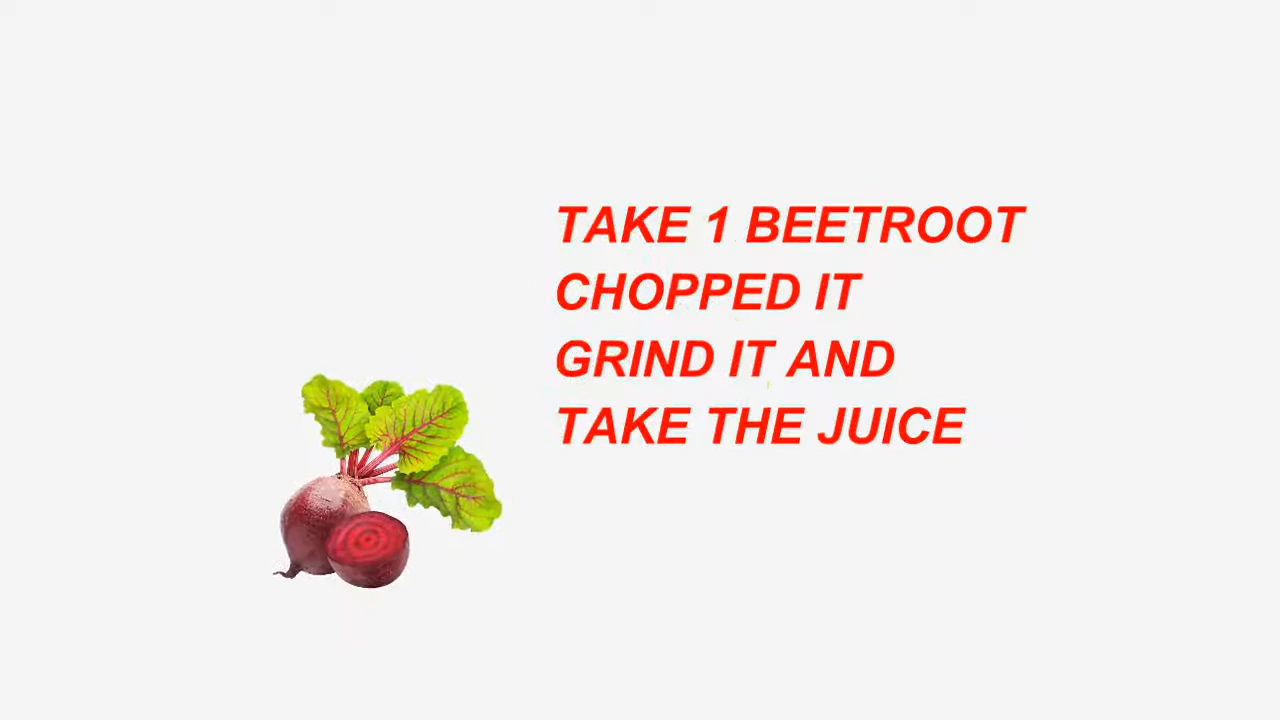 TAKE 1 BEETROOT
CHOPPED IT
GRIND IT AND
TAKE THE JUICE